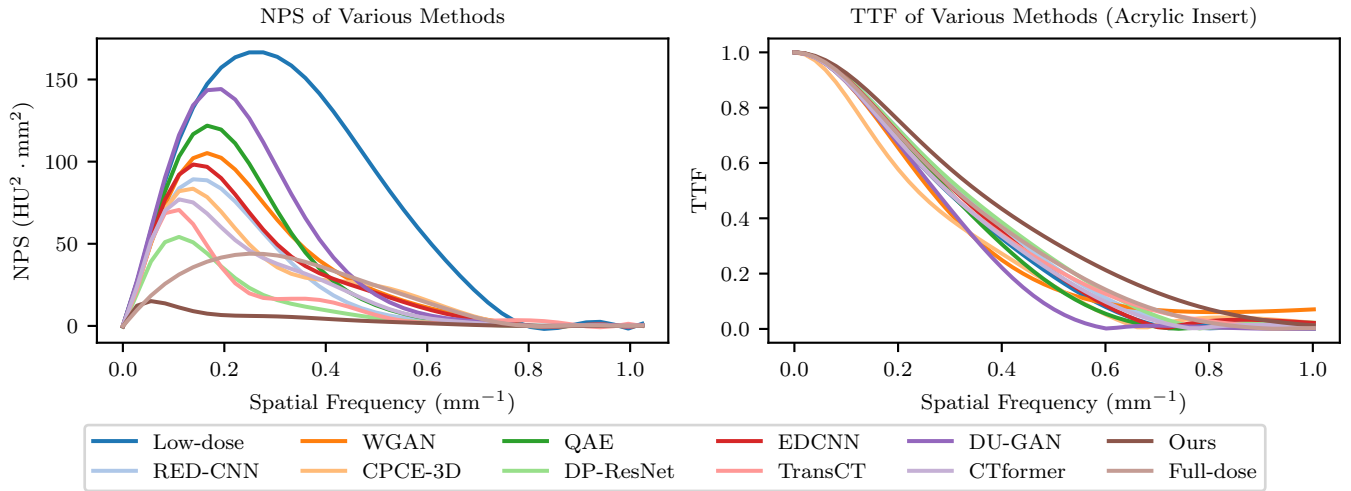 NPS of Various Methods
NPS (HU² · mm²)
150
100
50
0
0.0 0.2 0.4 0.6 0.8 1.0
Spatial Frequency (mm⁻¹)
TTF of Various Methods (Acrylic Insert)
TTF
1.0
0.8
0.6
0.4
0.2
0.0
0.0 0.2 0.4 0.6 0.8 1.0
Spatial Frequency (mm⁻¹)
Low-dose WGAN QAE EDCNN DU-GAN Ours
RED-CNN CPCE-3D DP-ResNet TransCT CTformer Full-dose